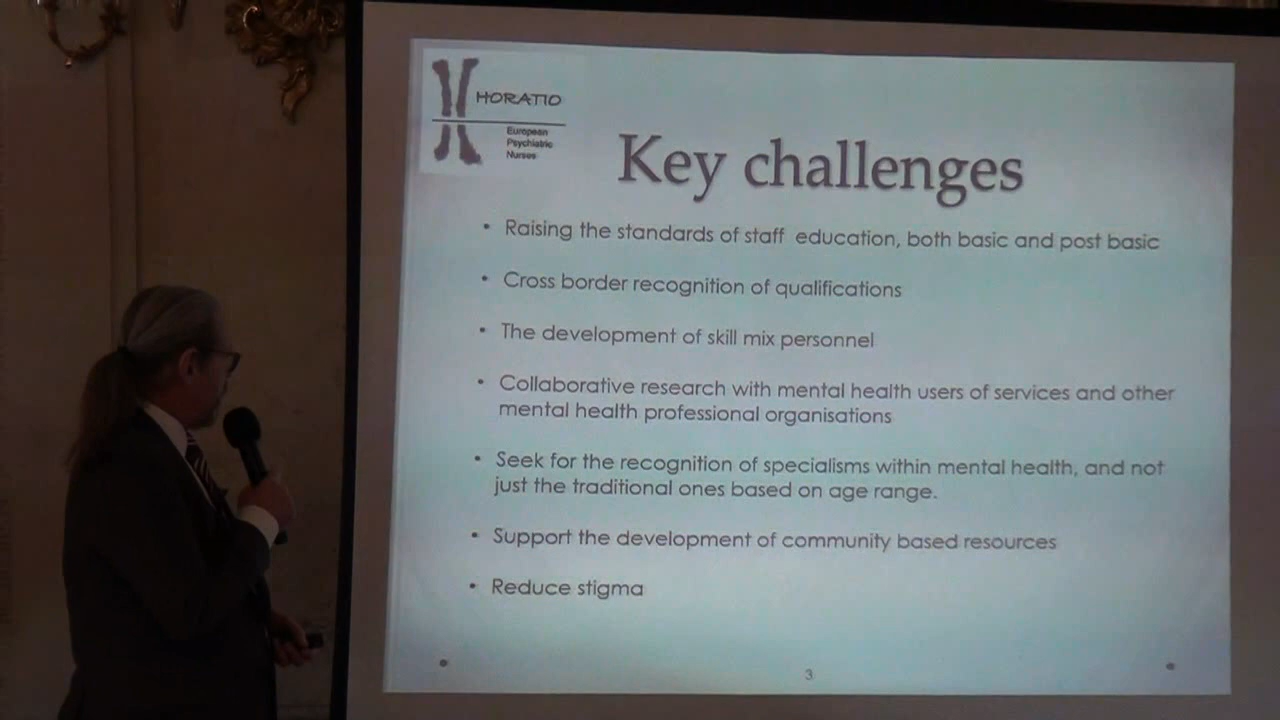 HORATIO
European
Psychiatric
Nurses
Key challenges
• Raising the standards of staff education, both basic and post basic
• Cross border recognition of qualifications
• The development of skill mix personnel
• Collaborative research with mental health users of services and other
mental health professional organisations
• Seek for the recognition of specialisms within mental health, and not
just the traditional ones based on age range.
• Support the development of community based resources
• Reduce stigma
3